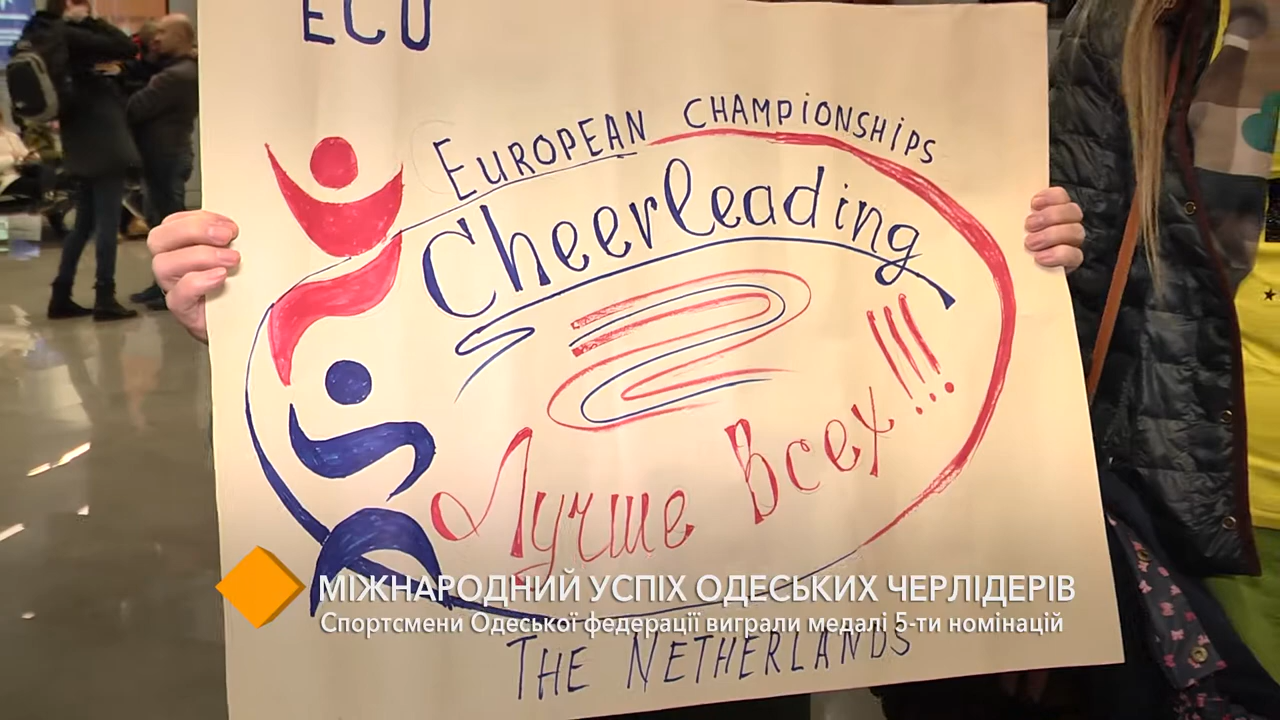 ECU
EUROPEAN CHAMPiONSHiPS
Cheerleading
Лучше Всех!!!
МІЖНАРОДНИЙ УСПІХ ОДЕСЬКИХ ЧЕРЛІДЕРІВ
Спортсмени Одеської федерації виграли медалі 5-ти номінацій
THE NETHERLANDS